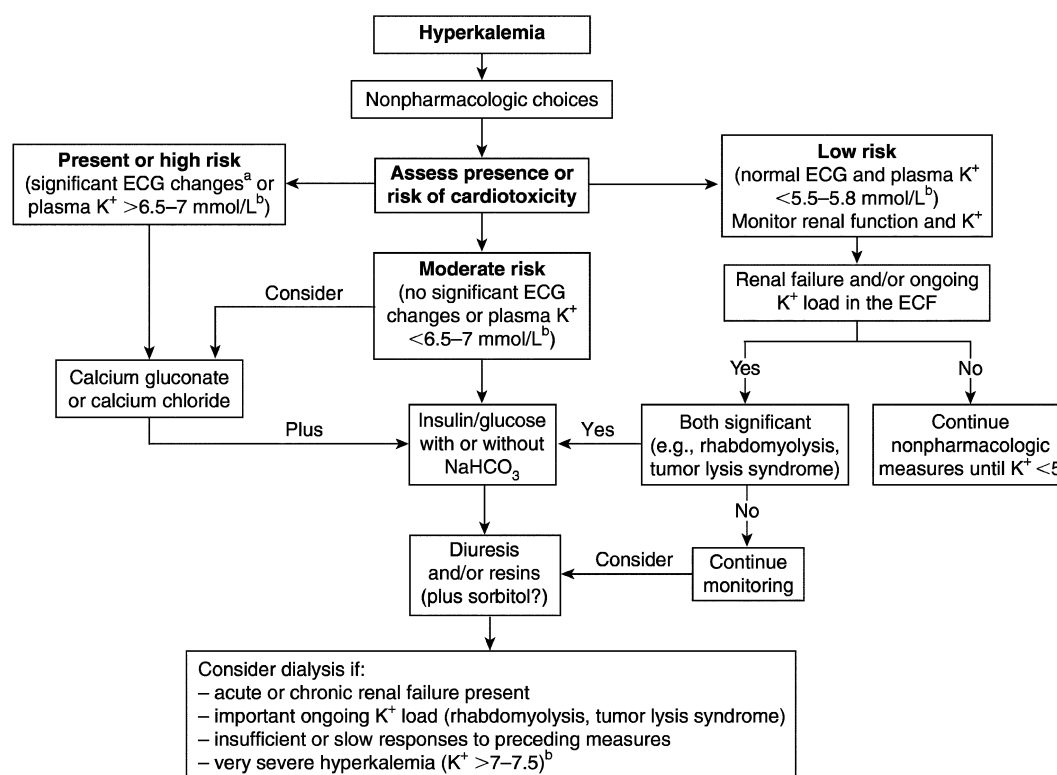 Hyperkalemia
Nonpharmacologic choices
Present or high risk
(significant ECG changesᵃ or
plasma K⁺ >6.5–7 mmol/Lᵇ)
Assess presence or
risk of cardiotoxicity
Low risk
(normal ECG and plasma K⁺
<5.5–5.8 mmol/Lᵇ)
Monitor renal function and K⁺
Moderate risk
(no significant ECG
changes or plasma K⁺
<6.5–7 mmol/Lᵇ)
Consider
Renal failure and/or ongoing
K⁺ load in the ECF
Yes
No
Calcium gluconate
or calcium chloride
Plus
Insulin/glucose
with or without
NaHCO₃
Yes
Both significant
(e.g., rhabdomyolysis,
tumor lysis syndrome)
Continue
nonpharmacologic
measures until K⁺ <5
No
Diuresis
and/or resins
(plus sorbitol?)
Consider
Continue
monitoring
Consider dialysis if:
– acute or chronic renal failure present
– important ongoing K⁺ load (rhabdomyolysis, tumor lysis syndrome)
– insufficient or slow responses to preceding measures
– very severe hyperkalemia (K⁺ >7–7.5)ᵇ